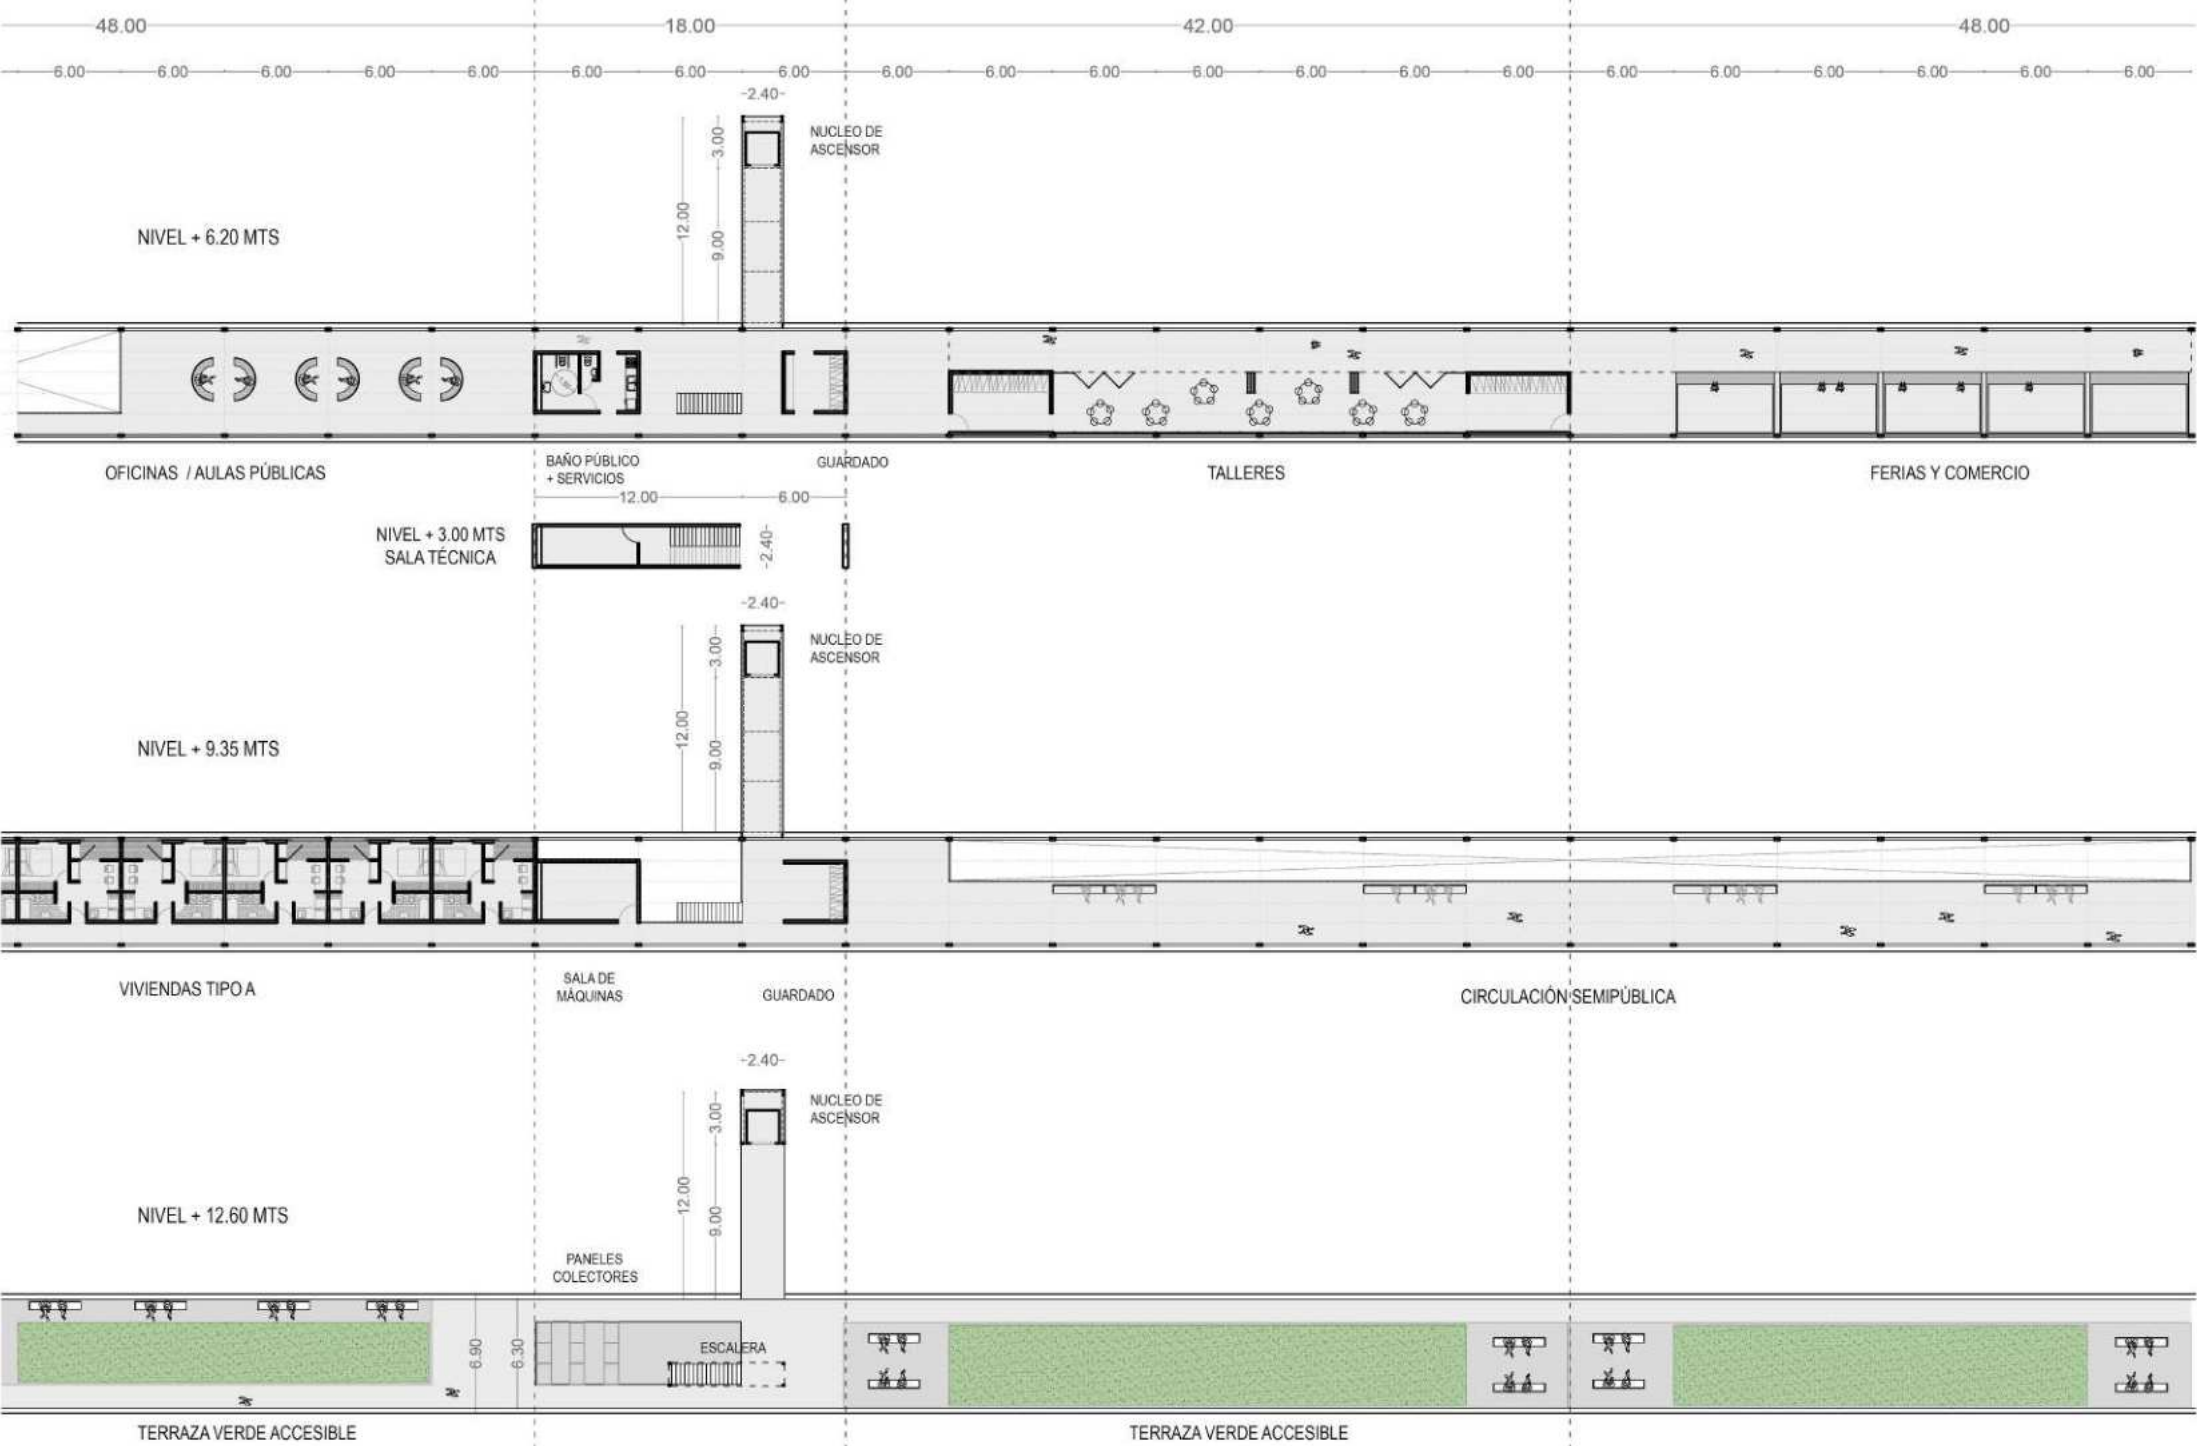 48.00 18.00 42.00 48.00
6.00 6.00 6.00 6.00 6.00 6.00 6.00 6.00 6.00 6.00 6.00 6.00 6.00 6.00 6.00 6.00 6.00 6.00 6.00 6.00 6.00
2.40
NUCLEO DE
ASCENSOR
3.00
12.00
9.00
NIVEL + 6.20 MTS
OFICINAS / AULAS PÚBLICAS
BAÑO PÚBLICO
+ SERVICIOS
GUARDADO
TALLERES
FERIAS Y COMERCIO
12.00 6.00
NIVEL + 3.00 MTS
SALA TÉCNICA
2.40
2.40
NUCLEO DE
ASCENSOR
3.00
12.00
9.00
NIVEL + 9.35 MTS
VIVIENDAS TIPO A
SALA DE
MÁQUINAS
GUARDADO
CIRCULACIÓN SEMIPÚBLICA
2.40
NUCLEO DE
ASCENSOR
3.00
12.00
9.00
NIVEL + 12.60 MTS
PANELES
COLECTORES
6.90
6.30
ESCALERA
TERRAZA VERDE ACCESIBLE
TERRAZA VERDE ACCESIBLE